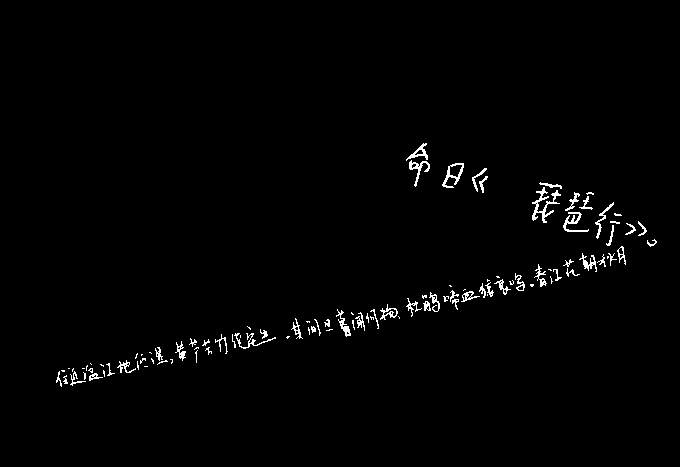 命曰《 琵琶行》。
住近湓江地低湿,黄芦苦竹绕宅生.其间旦暮闻何物,杜鹃啼血猿哀鸣.春江花朝秋月